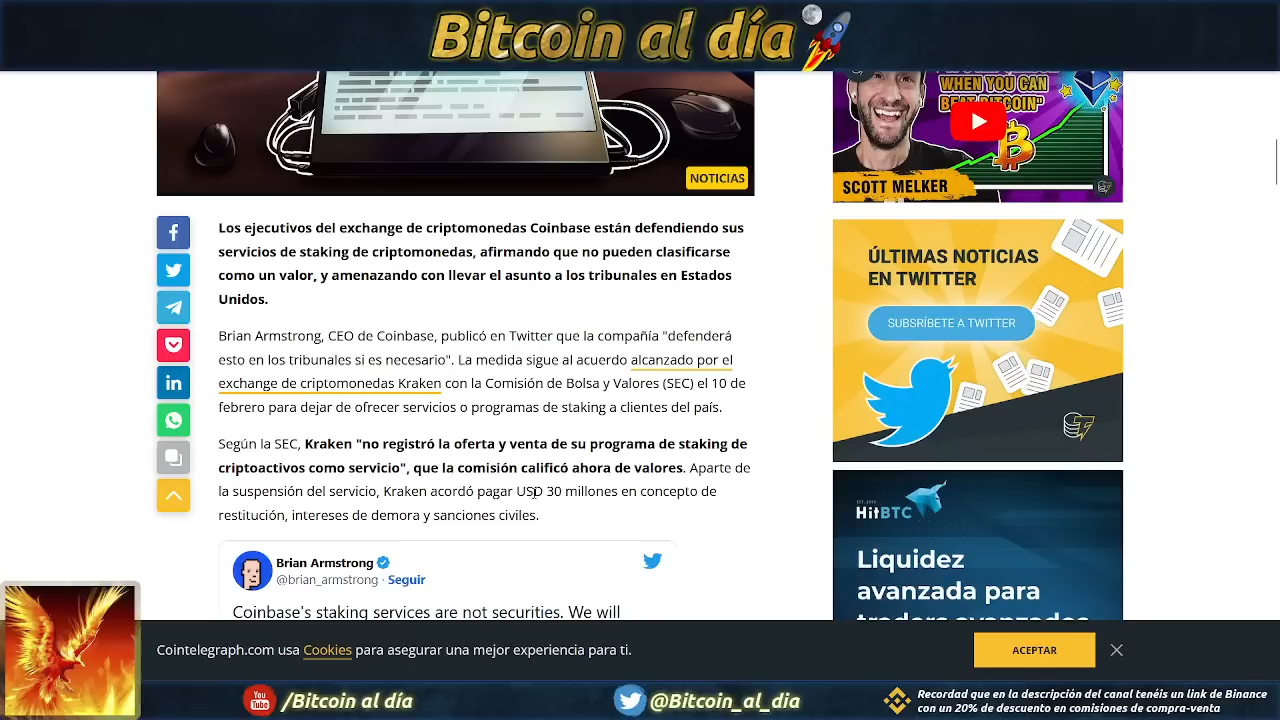 Bitcoin al día
WHEN YOU CAN
BEAT BITCOIN"
SCOTT MELKER
NOTICIAS
Los ejecutivos del exchange de criptomonedas Coinbase están defendiendo sus
servicios de staking de criptomonedas, afirmando que no pueden clasificarse
como un valor, y amenazando con llevar el asunto a los tribunales en Estados
Unidos.
Brian Armstrong, CEO de Coinbase, publicó en Twitter que la compañía "defenderá
esto en los tribunales si es necesario". La medida sigue al acuerdo alcanzado por el
exchange de criptomonedas Kraken con la Comisión de Bolsa y Valores (SEC) el 10 de
febrero para dejar de ofrecer servicios o programas de staking a clientes del país.
Según la SEC, Kraken "no registró la oferta y venta de su programa de staking de
criptoactivos como servicio", que la comisión calificó ahora de valores. Aparte de
la suspensión del servicio, Kraken acordó pagar USD 30 millones en concepto de
restitución, intereses de demora y sanciones civiles.
Brian Armstrong
@brian_armstrong · Seguir
Coinbase's staking services are not securities. We will
ÚLTIMAS NOTICIAS
EN TWITTER
SUBSRÍBETE A TWITTER
HitBTC
Liquidez
avanzada para
traders avanzados
Cointelegraph.com usa Cookies para asegurar una mejor experiencia para ti.
ACEPTAR
You
Tube
/Bitcoin al día
@Bitcoin_al_dia
Recordad que en la descripción del canal tenéis un link de Binance
con un 20% de descuento en comisiones de compra-venta